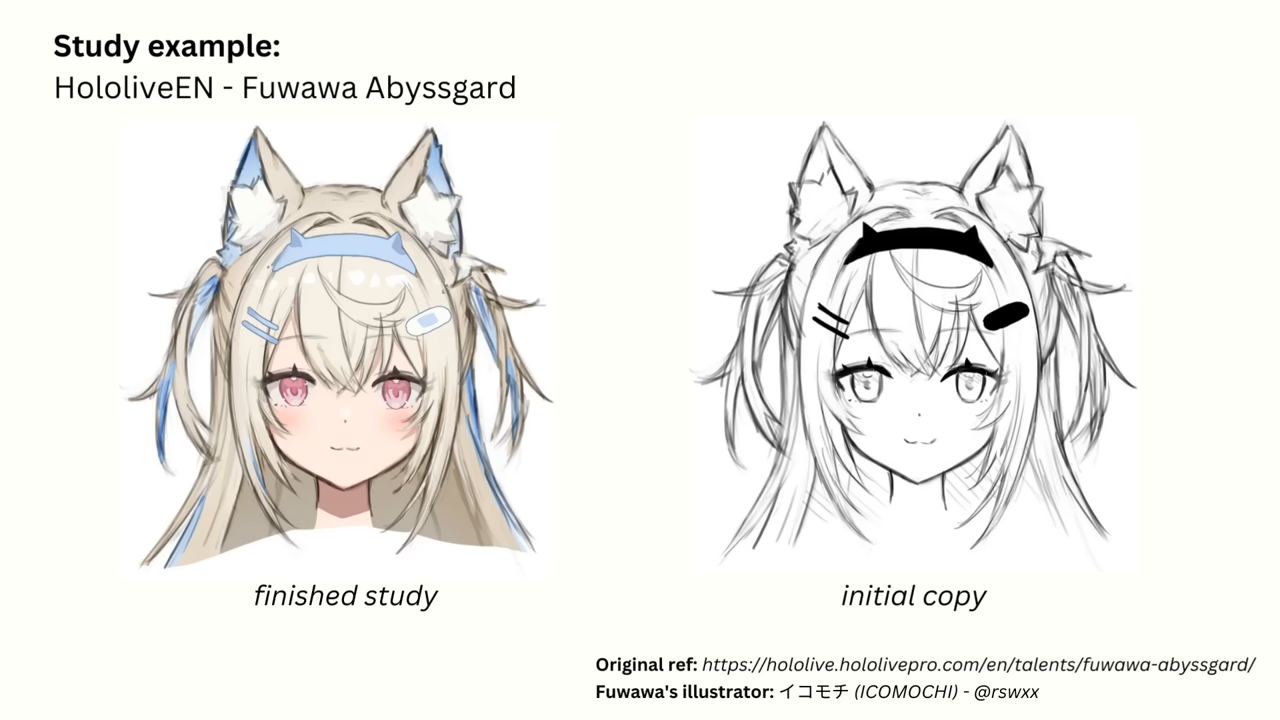 Study example:
HololiveEN - Fuwawa Abyssgard
finished study
initial copy
Original ref: https://hololive.hololivepro.com/en/talents/fuwawa-abyssgard/
Fuwawa's illustrator: イコモチ (ICOMOCHI) - @rswxx